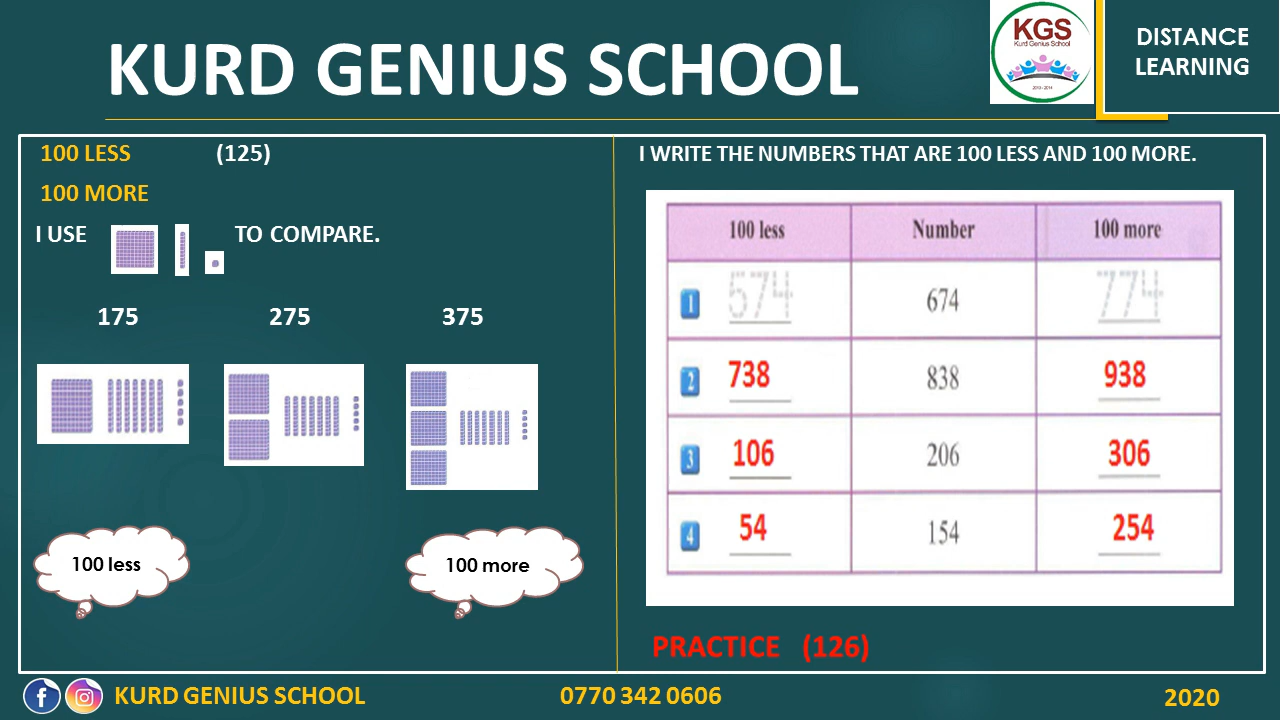 KURD GENIUS SCHOOL
KGS
Kurd Genius School
DISTANCE
LEARNING
100 LESS (125)
100 MORE
I USE TO COMPARE.
175 275 375
100 less 100 more
I WRITE THE NUMBERS THAT ARE 100 LESS AND 100 MORE.
100 less Number 100 more
1 574 674 774
2 738 838 938
3 106 206 306
4 54 154 254
PRACTICE (126)
KURD GENIUS SCHOOL 0770 342 0606 2020